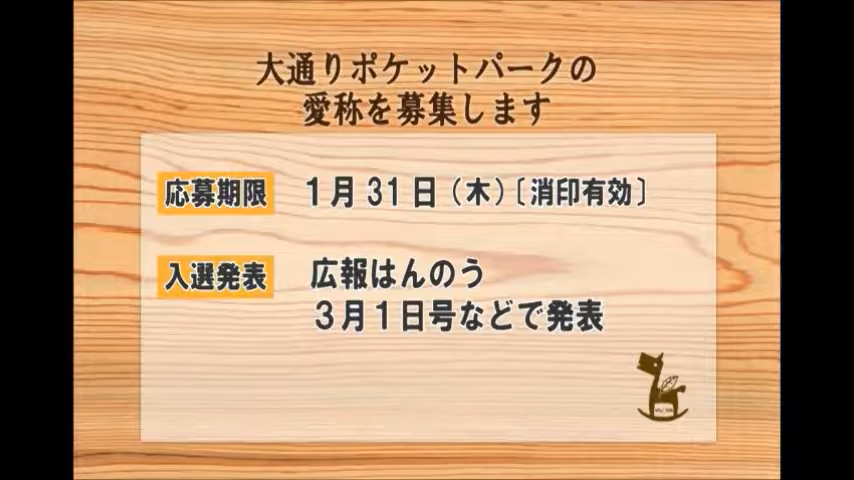 大通りポケットパークの
愛称を募集します
応募期限 1月31日（木）〔消印有効〕
入選発表 広報はんのう
３月１日号などで発表